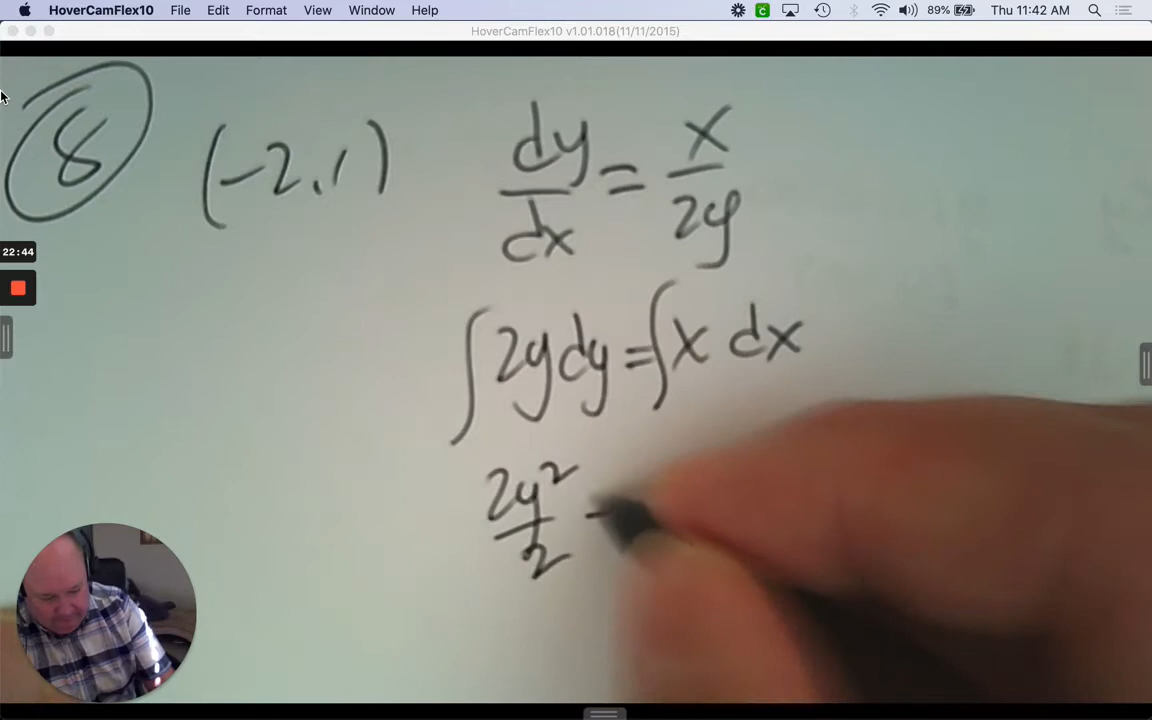 HoverCamFlex10 File Edit Format View Window Help 89% Thu 11:42 AM
HoverCamFlex10 v1.01.018(11/11/2015)
8 (-2,1) dy/dx = x/2y
22:44
∫2y dy = ∫x dx
2y²/2